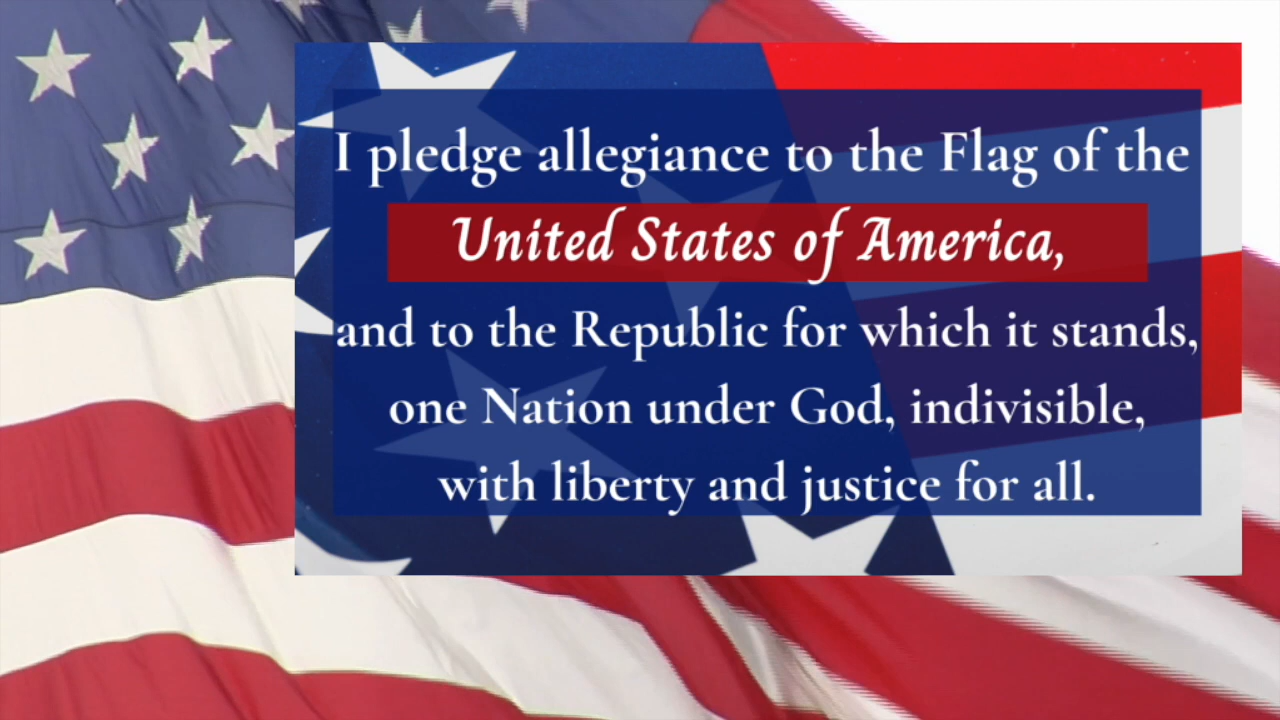 I pledge allegiance to the Flag of the
United States of America,
and to the Republic for which it stands,
one Nation under God, indivisible,
with liberty and justice for all.